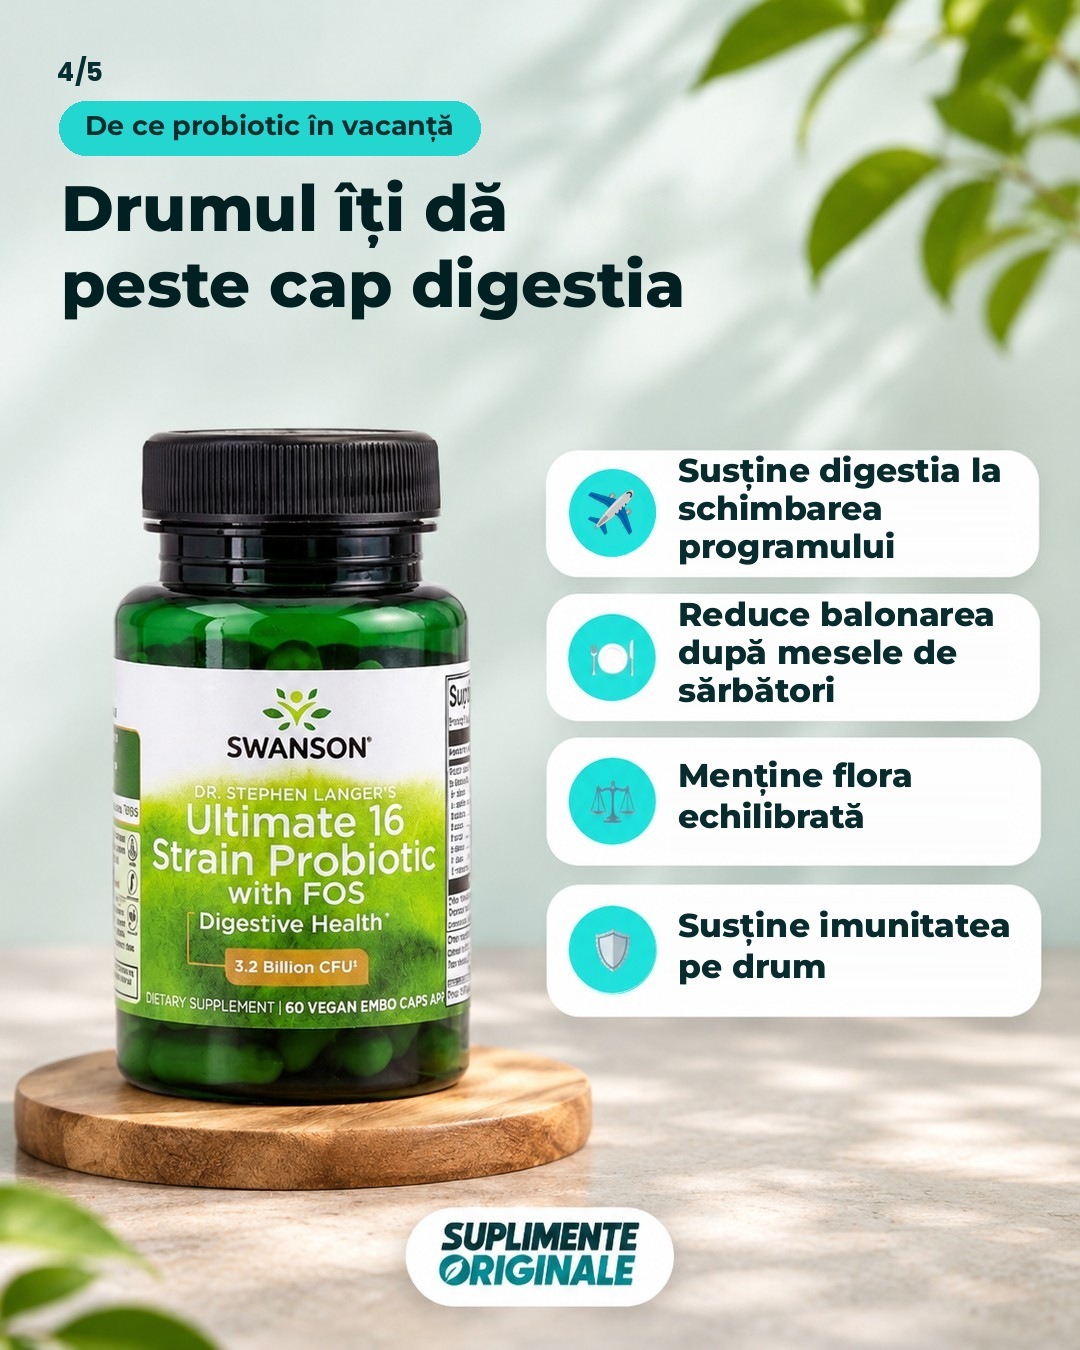 4/5
De ce probiotic în vacanță
Drumul îți dă
peste cap digestia
Susține digestia la
schimbarea
programului
Reduce balonarea
după mesele de
sărbători
Menține flora
echilibrată
Susține imunitatea
pe drum
SWANSON®
DR. STEPHEN LANGER'S
Ultimate 16
Strain Probiotic
with FOS
Digestive Health*
3.2 Billion CFU‡
DIETARY SUPPLEMENT | 60 VEGAN EMBO CAPS
SUPLIMENTE
ORIGINALE